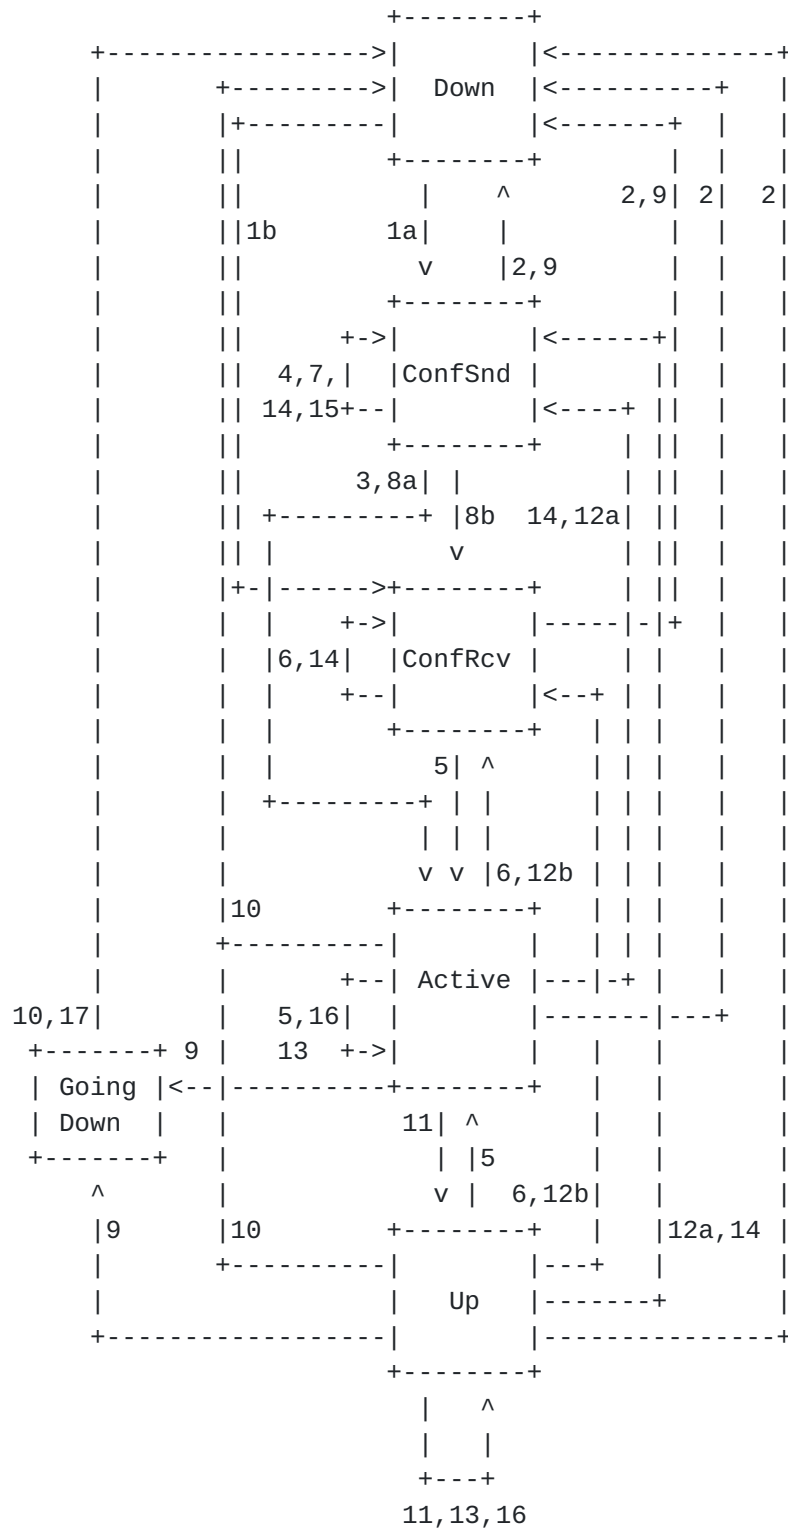 Down
2,9 2 2
1b 1a
2,9
4,7, ConfSnd
14,15
3,8a
8b 14,12a
6,14 ConfRcv
5
6,12b
10
Active
10,17 5,16
9 13
Going
Down 11
5
6,12b
9 10 12a,14
Up
11,13,16